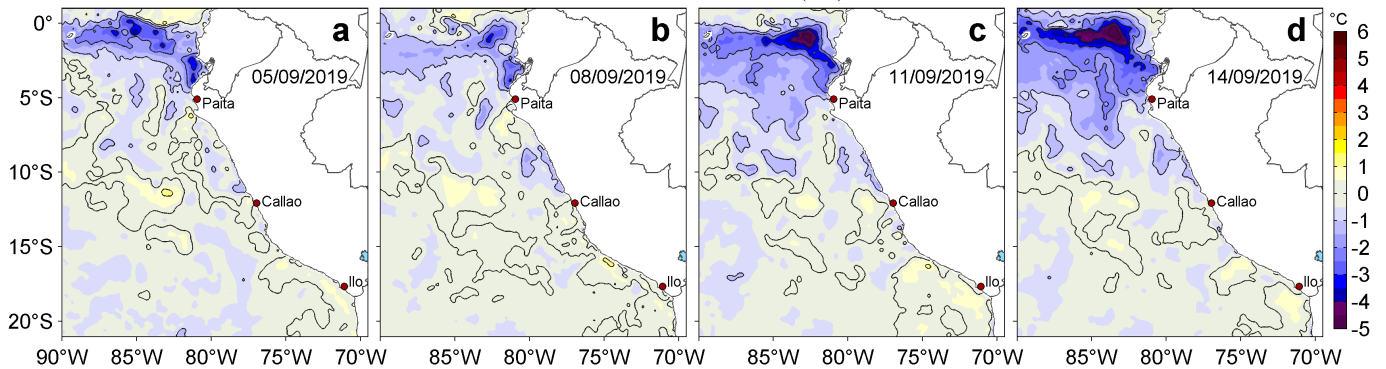 a b c d °C
0° 6
5
05/09/2019 08/09/2019 11/09/2019 14/09/2019
4
5°S Paita Paita Paita Paita 3
2
1
10°S 0
Callao Callao Callao Callao -1
15°S -2
-3
Ilo Ilo Ilo Ilo -4
20°S -5
90°W 85°W 80°W 75°W 70°W 85°W 80°W 75°W 70°W 85°W 80°W 75°W 70°W 85°W 80°W 75°W 70°W